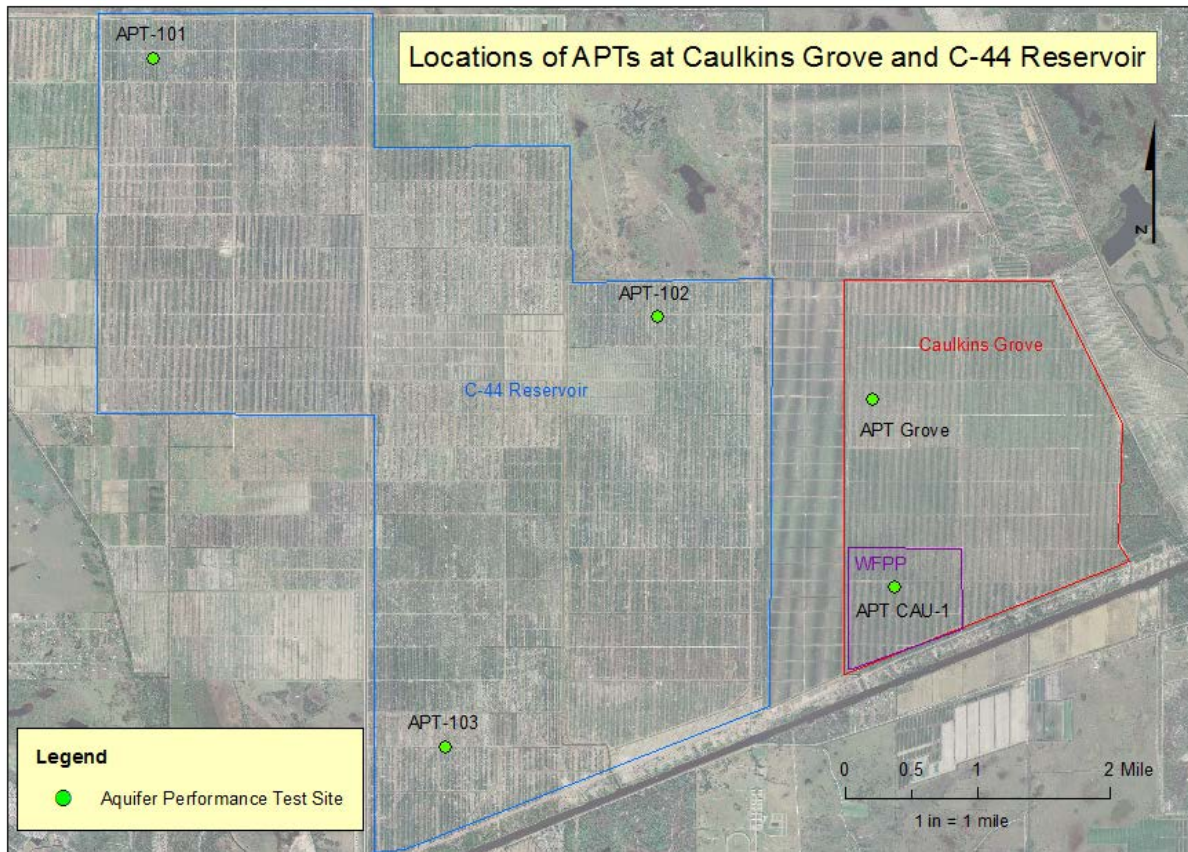 Locations of APTs at Caulkins Grove and C-44 Reservoir
APT-101
N
APT-102
Caulkins Grove
C-44 Reservoir
APT Grove
WFPP
APT CAU-1
APT-103
Legend
Aquifer Performance Test Site
0 0.5 1 2 Mile
1 in = 1 mile